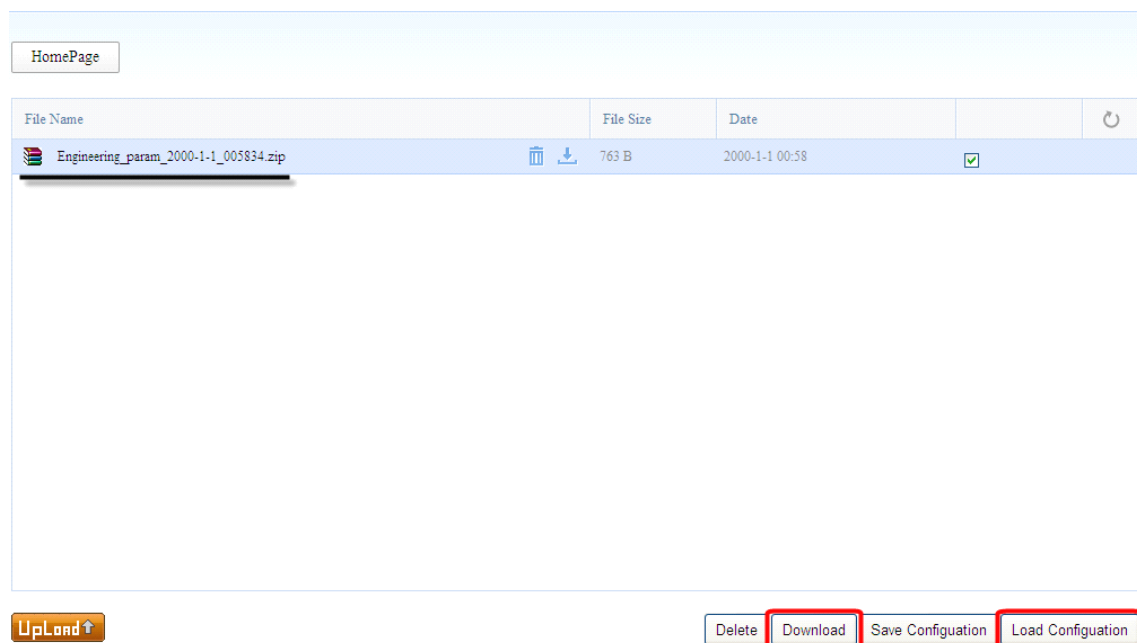 HomePage
File Name File Size Date
Engineering_param_2000-1-1_005834.zip 763 B 2000-1-1 00:58
UpLoad Delete Download Save Configuation Load Configuation